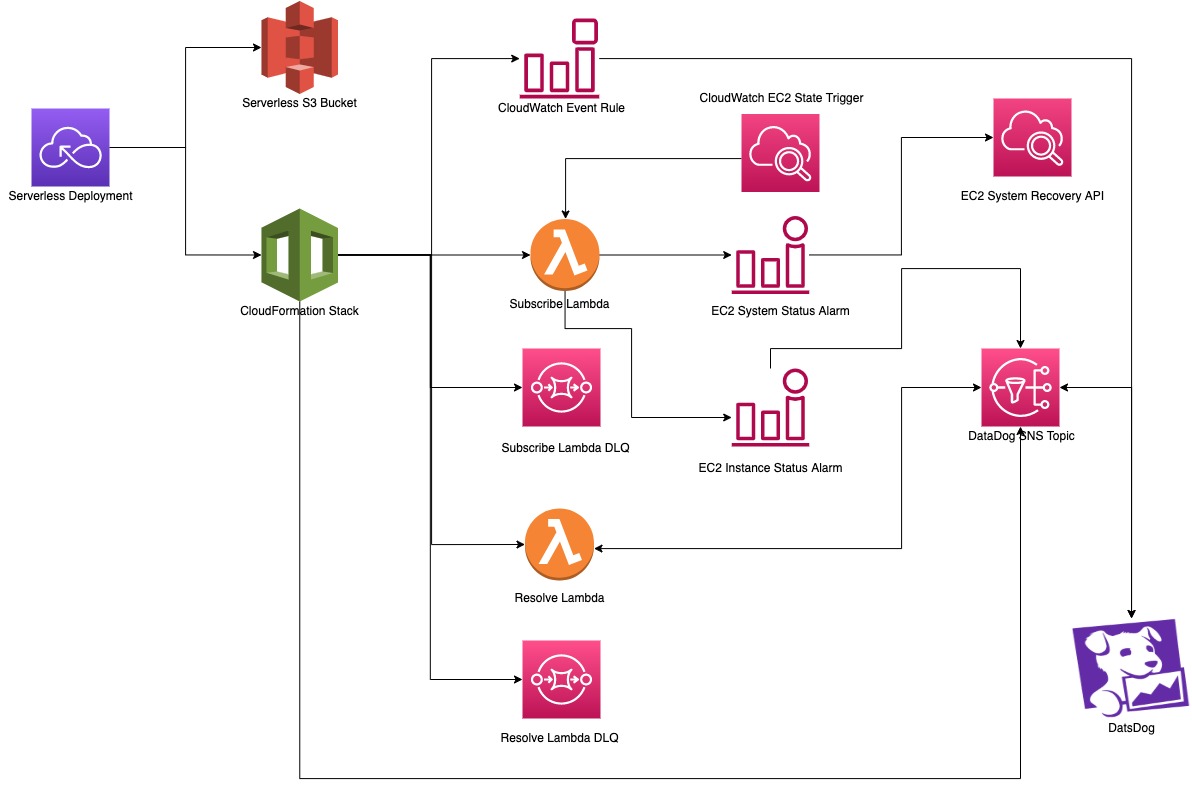 Serverless S3 Bucket
CloudWatch Event Rule
CloudWatch EC2 State Trigger
Serverless Deployment
EC2 System Recovery API
CloudFormation Stack
Subscribe Lambda
EC2 System Status Alarm
Subscribe Lambda DLQ
EC2 Instance Status Alarm
DataDog SNS Topic
Resolve Lambda
Resolve Lambda DLQ
DatsDog